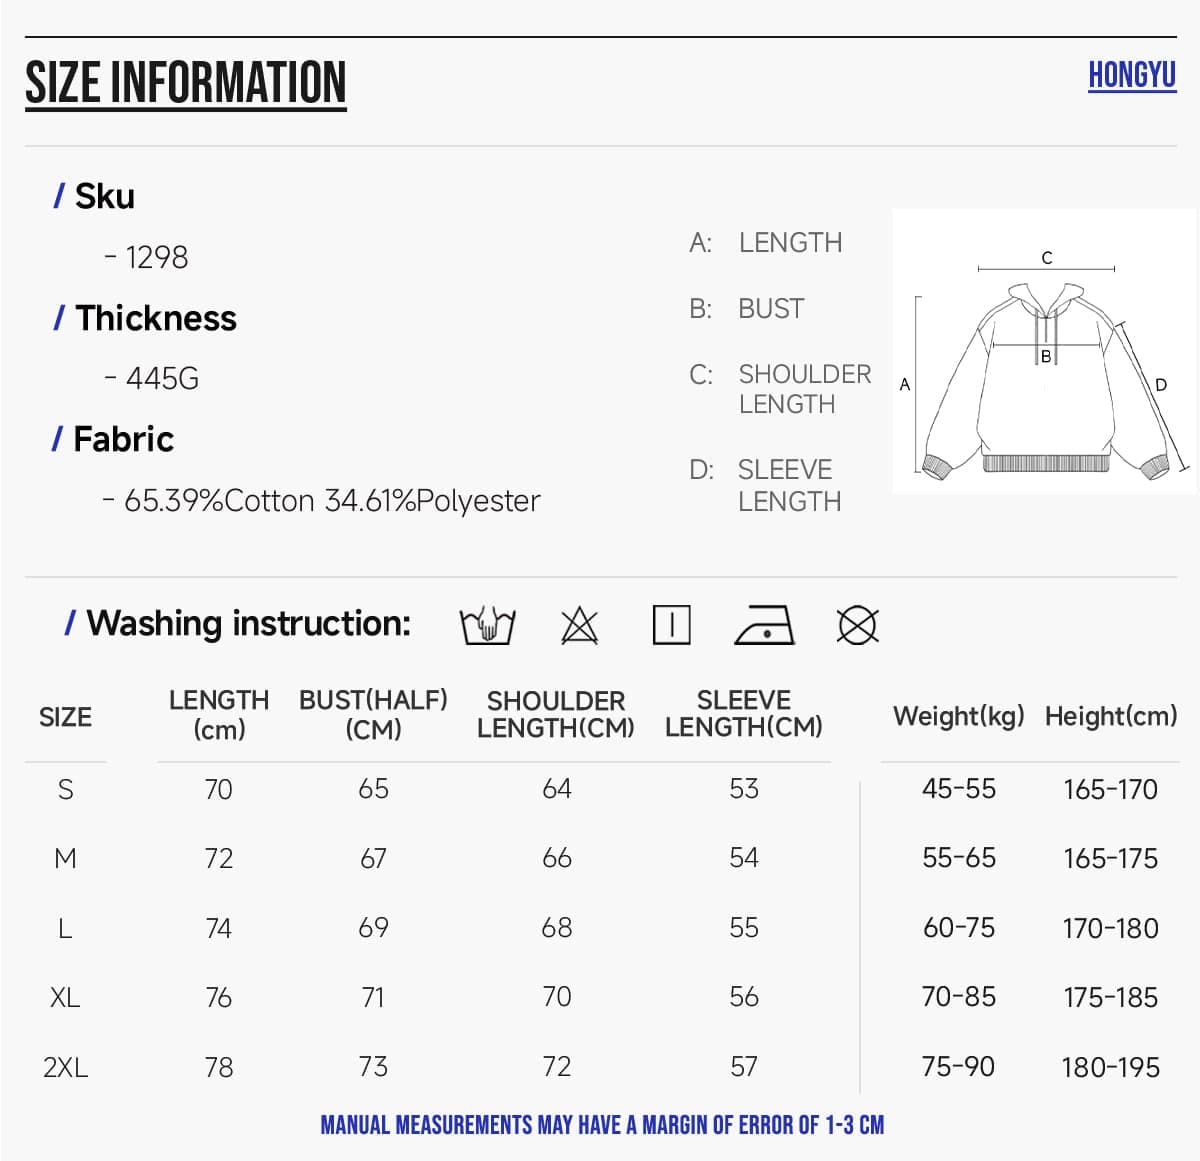 SIZE INFORMATION
HONGYU
/ Sku
- 1298
/ Thickness
- 445G
/ Fabric
- 65.39%Cotton 34.61%Polyester
A: LENGTH
B: BUST
C: SHOULDER
LENGTH
D: SLEEVE
LENGTH
C
B
A
D
/ Washing instruction:
SIZE LENGTH (cm) BUST(HALF) (CM) SHOULDER LENGTH(CM) SLEEVE LENGTH(CM) Weight(kg) Height(cm)
S 70 65 64 53 45-55 165-170
M 72 67 66 54 55-65 165-175
L 74 69 68 55 60-75 170-180
XL 76 71 70 56 70-85 175-185
2XL 78 73 72 57 75-90 180-195
MANUAL MEASUREMENTS MAY HAVE A MARGIN OF ERROR OF 1-3 CM